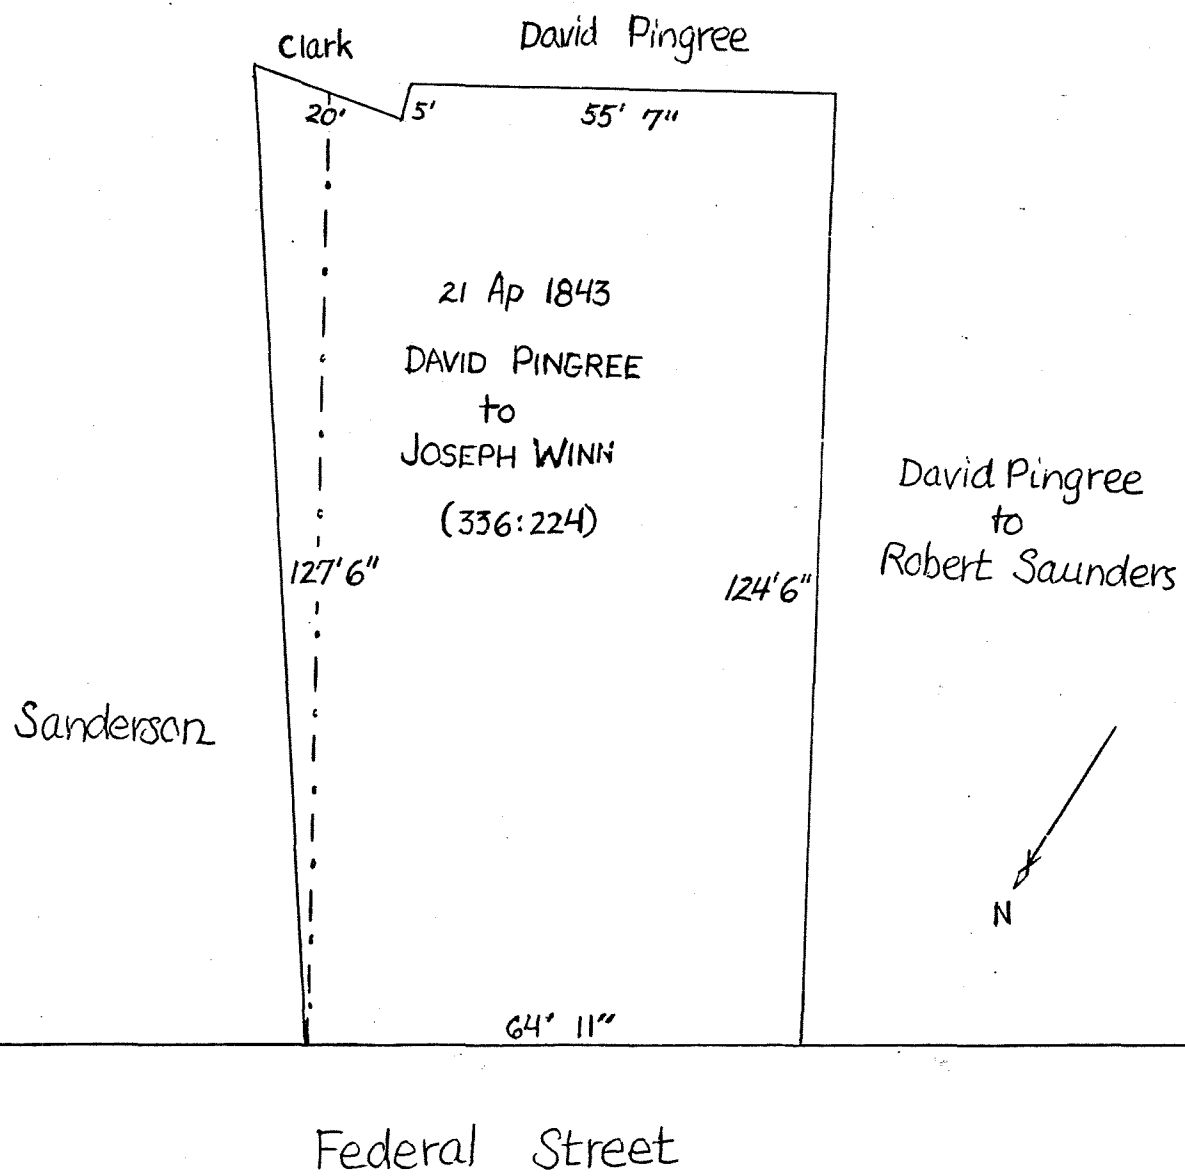 Clark
David Pingree
20'
5'
55' 7"
21 Ap 1843
DAVID PINGREE
to
JOSEPH WINN
(336:224)
127'6"
124'6"
David Pingree
to
Robert Saunders
Sanderson
N
64' 11"
Federal Street